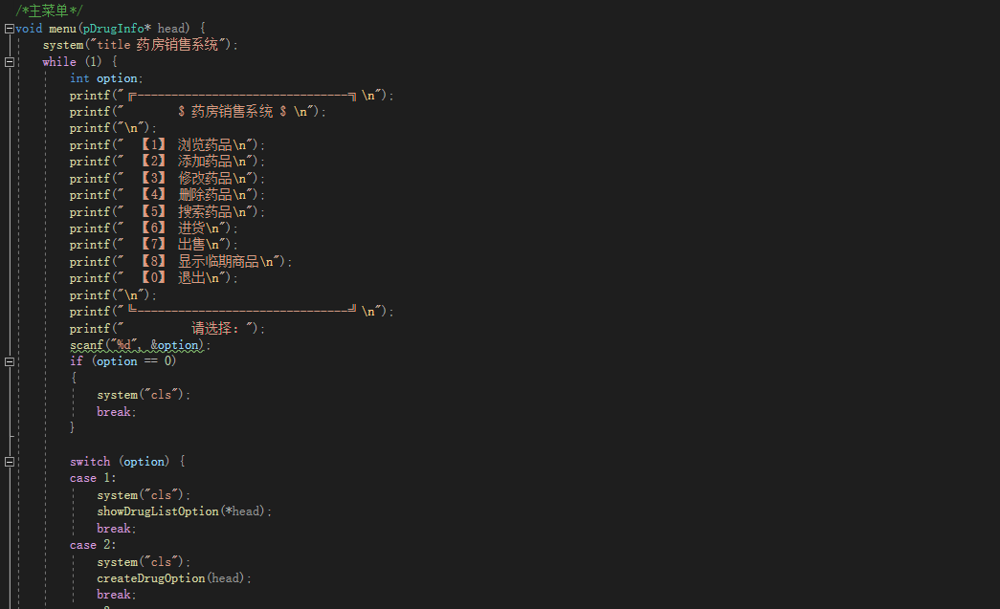 /*主菜单*/
void menu(pDrugInfo* head) {
    system("title 药房销售系统");
    while (1) {
        int option;
        printf("╔-------------------------------╗\n");
        printf("        $ 药房销售系统 $ \n");
        printf("\n");
        printf("  【1】 浏览药品\n");
        printf("  【2】 添加药品\n");
        printf("  【3】 修改药品\n");
        printf("  【4】 删除药品\n");
        printf("  【5】 搜索药品\n");
        printf("  【6】 进货\n");
        printf("  【7】 出售\n");
        printf("  【8】 显示临期商品\n");
        printf("  【0】 退出\n");
        printf("\n");
        printf("╚-------------------------------╝\n");
        printf("          请选择：");
        scanf("%d", &option);
        if (option == 0)
        {
            system("cls");
            break;
        }

        switch (option) {
        case 1:
            system("cls");
            showDrugListOption(*head);
            break;
        case 2:
            system("cls");
            createDrugOption(head);
            break;